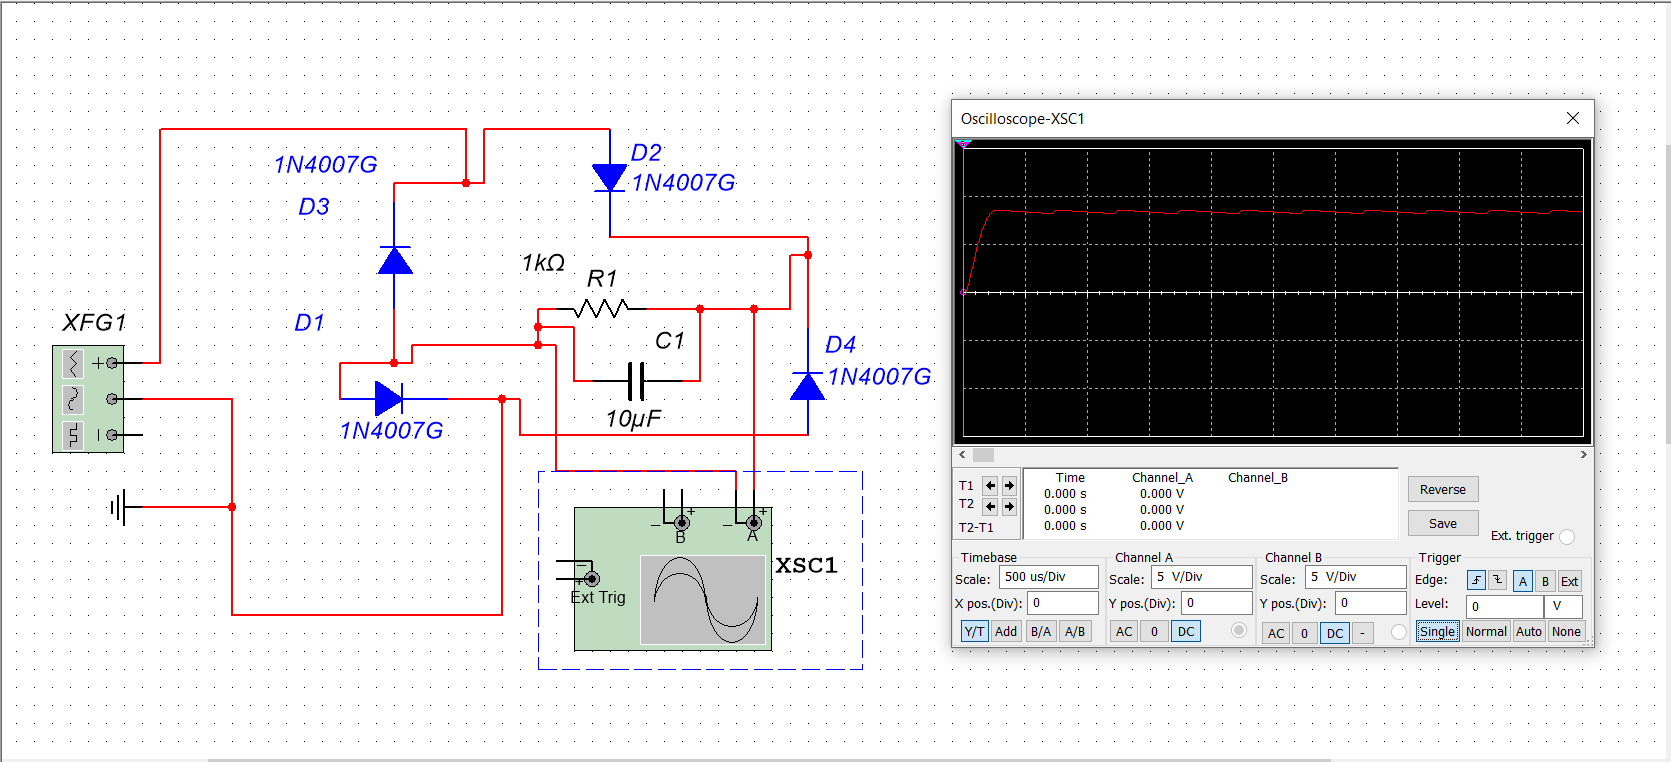 Oscilloscope-XSC1
1N4007G
D3
D2
1N4007G
1kΩ
R1
XFG1
D1
C1
D4
1N4007G
+
1N4007G
10µF
XSC1
B
A
+
+
Ext Trig
+
Time Channel_A Channel_B
T1
0.000 s 0.000 V
T2
0.000 s 0.000 V
T2-T1
0.000 s 0.000 V
Reverse
Save
Ext. trigger
Timebase
Scale: 500 us/Div
X pos.(Div): 0
Y/T Add B/A A/B
Channel A
Scale: 5 V/Div
Y pos.(Div): 0
AC 0 DC
Channel B
Scale: 5 V/Div
Y pos.(Div): 0
AC 0 DC -
Trigger
Edge: A B Ext
Level: 0 V
Single Normal Auto None